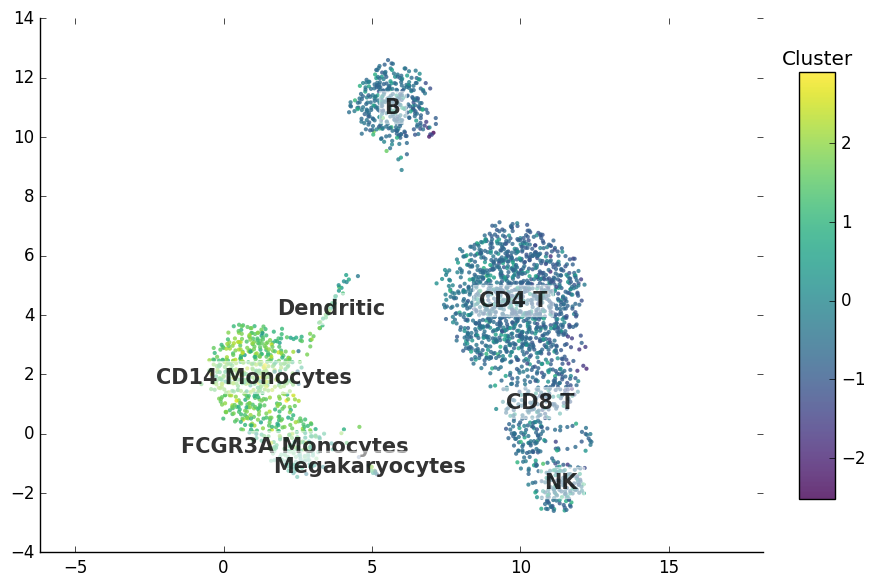 14
12
10
8
6
4
2
0
−2
−4
−5
0
5
10
15
B
CD4 T
Dendritic
CD14 Monocytes
CD8 T
FCGR3A Monocytes
Megakaryocytes
NK
Cluster
2
1
0
−1
−2